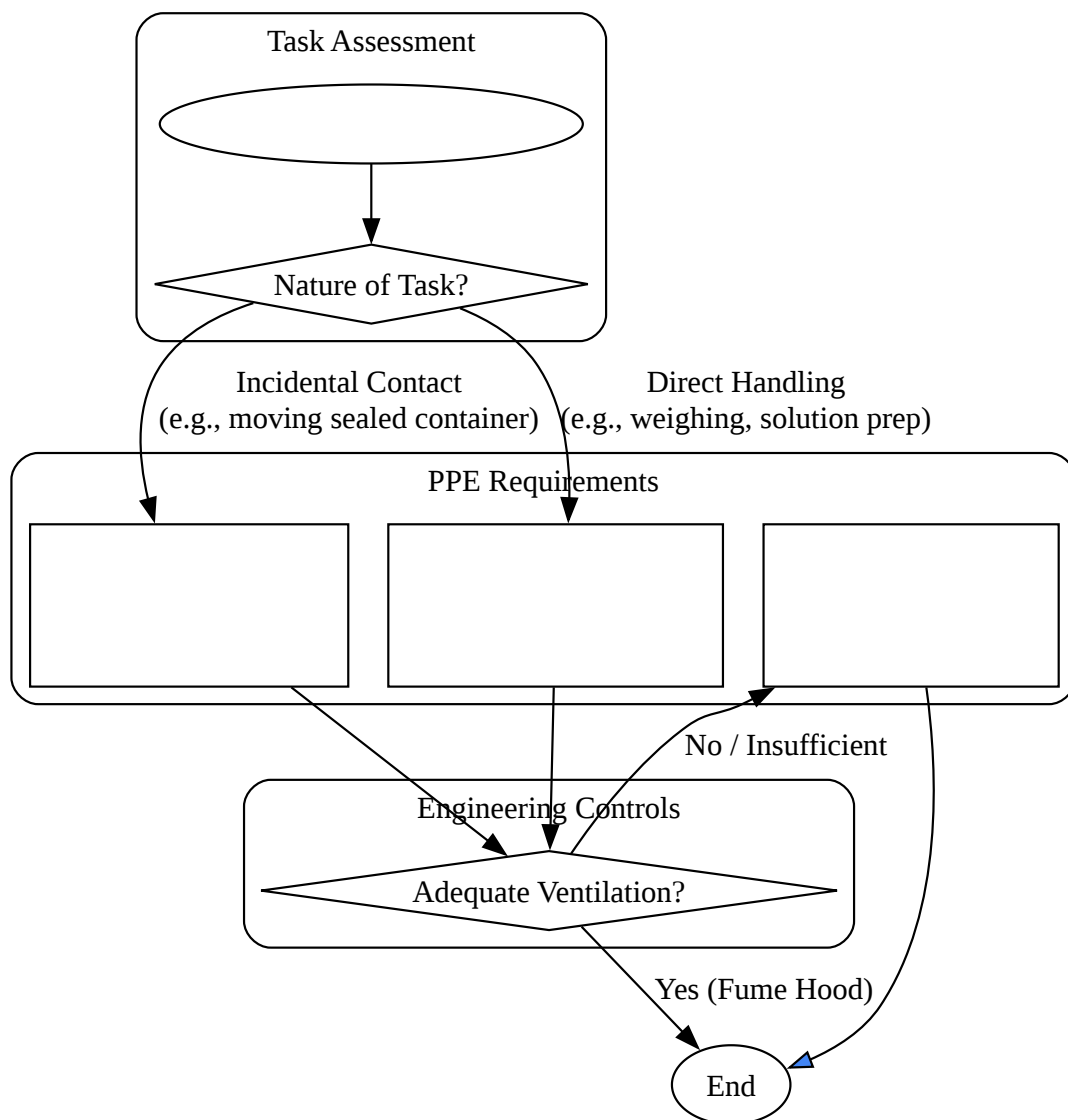 Task Assessment
Nature of Task?
Incidental Contact
(e.g., moving sealed container)
Direct Handling
(e.g., weighing, solution prep)
PPE Requirements
No / Insufficient
Engineering Controls
Adequate Ventilation?
Yes (Fume Hood)
End